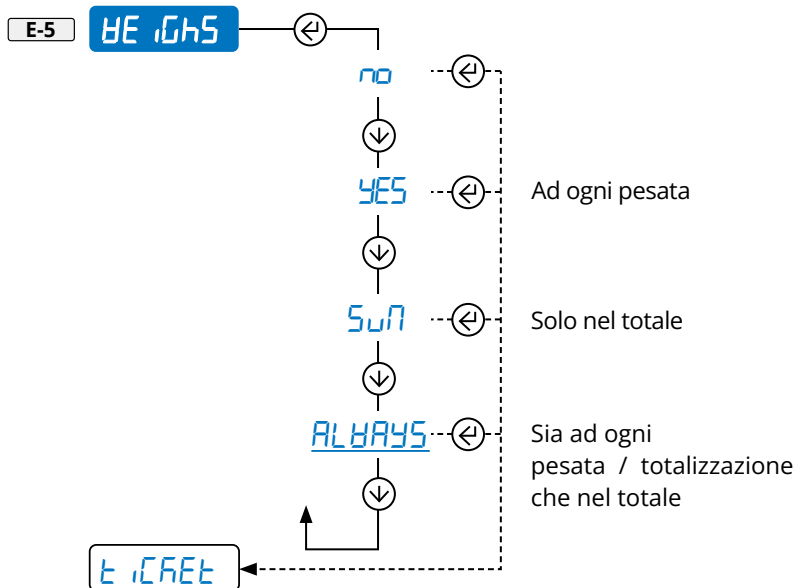 E-5 WEiGhS
no
YES Ad ogni pesata
SuM Solo nel totale
ALWAYS Sia ad ogni
pesata / totalizzazione
che nel totale
tiCKEt